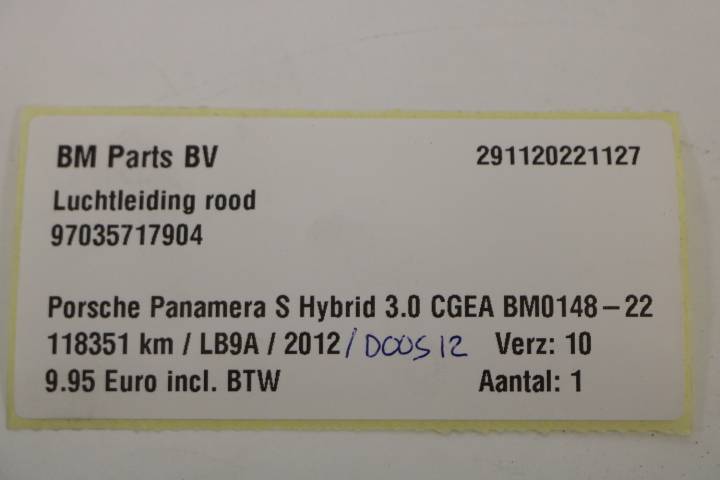 BM Parts BV 291120221127
Luchtleiding rood
97035717904
Porsche Panamera S Hybrid 3.0 CGEA BM0148-22
118351 km / LB9A / 2012 / DOOS 12 Verz: 10
9.95 Euro incl. BTW Aantal: 1